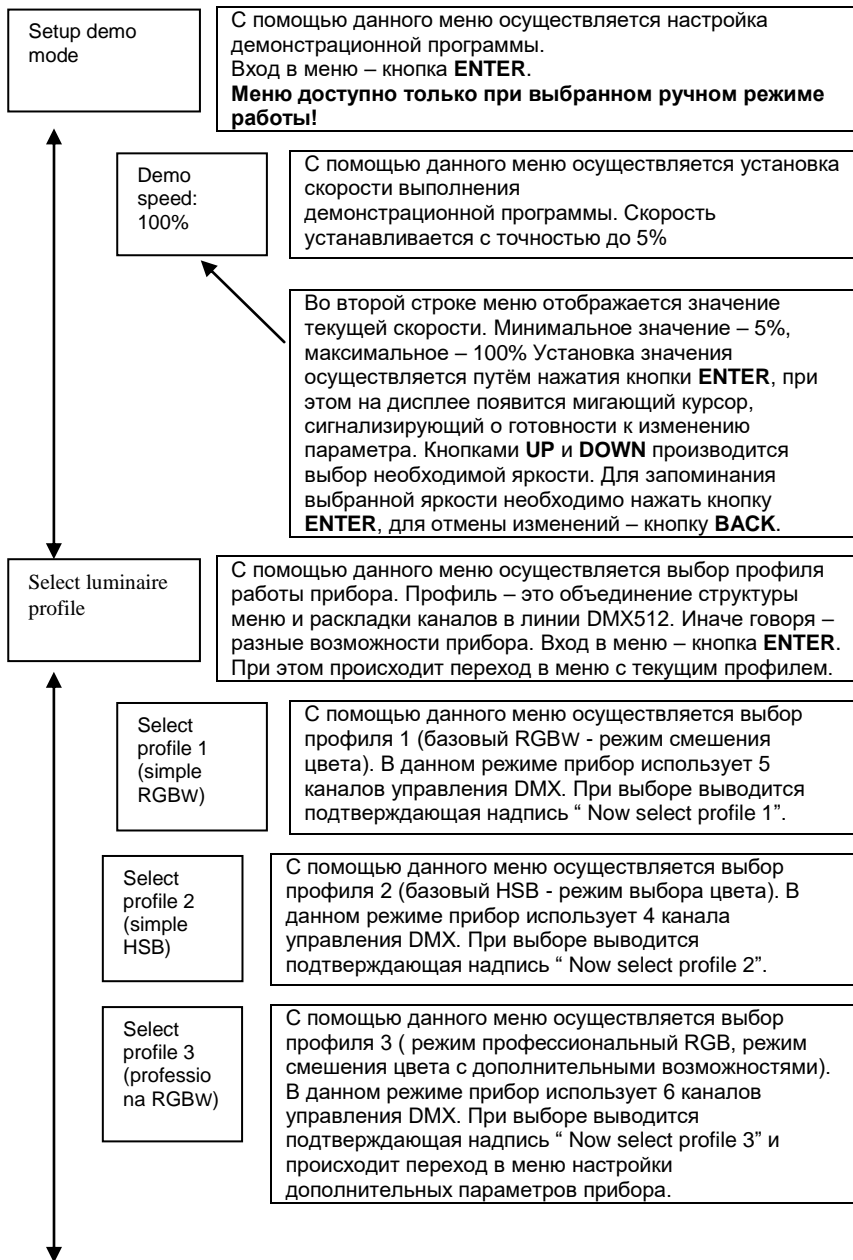 Setup demo
mode
С помощью данного меню осуществляется настройка
демонстрационной программы.
Вход в меню – кнопка ENTER.
Меню доступно только при выбранном ручном режиме
работы!
Demo
speed:
100%
С помощью данного меню осуществляется установка
скорости выполнения
демонстрационной программы. Скорость
устанавливается с точностью до 5%
Во второй строке меню отображается значение
текущей скорости. Минимальное значение – 5%,
максимальное – 100% Установка значения
осуществляется путём нажатия кнопки ENTER, при
этом на дисплее появится мигающий курсор,
сигнализирующий о готовности к изменению
параметра. Кнопками UP и DOWN производится
выбор необходимой яркости. Для запоминания
выбранной яркости необходимо нажать кнопку
ENTER, для отмены изменений – кнопку BACK.
Select luminaire
profile
С помощью данного меню осуществляется выбор профиля
работы прибора. Профиль – это объединение структуры
меню и раскладки каналов в линии DMX512. Иначе говоря –
разные возможности прибора. Вход в меню – кнопка ENTER.
При этом происходит переход в меню с текущим профилем.
Select
profile 1
(simple
RGBW)
С помощью данного меню осуществляется выбор
профиля 1 (базовый RGBW - режим смешения
цвета). В данном режиме прибор использует 5
каналов управления DMX. При выборе выводится
подтверждающая надпись “ Now select profile 1”.
Select
profile 2
(simple
HSB)
С помощью данного меню осуществляется выбор
профиля 2 (базовый HSB - режим выбора цвета). В
данном режиме прибор использует 4 канала
управления DMX. При выборе выводится
подтверждающая надпись “ Now select profile 2”.
Select
profile 3
(professio
na RGBW)
С помощью данного меню осуществляется выбор
профиля 3 ( режим профессиональный RGB, режим
смешения цвета с дополнительными возможностями).
В данном режиме прибор использует 6 каналов
управления DMX. При выборе выводится
подтверждающая надпись “ Now select profile 3” и
происходит переход в меню настройки
дополнительных параметров прибора.